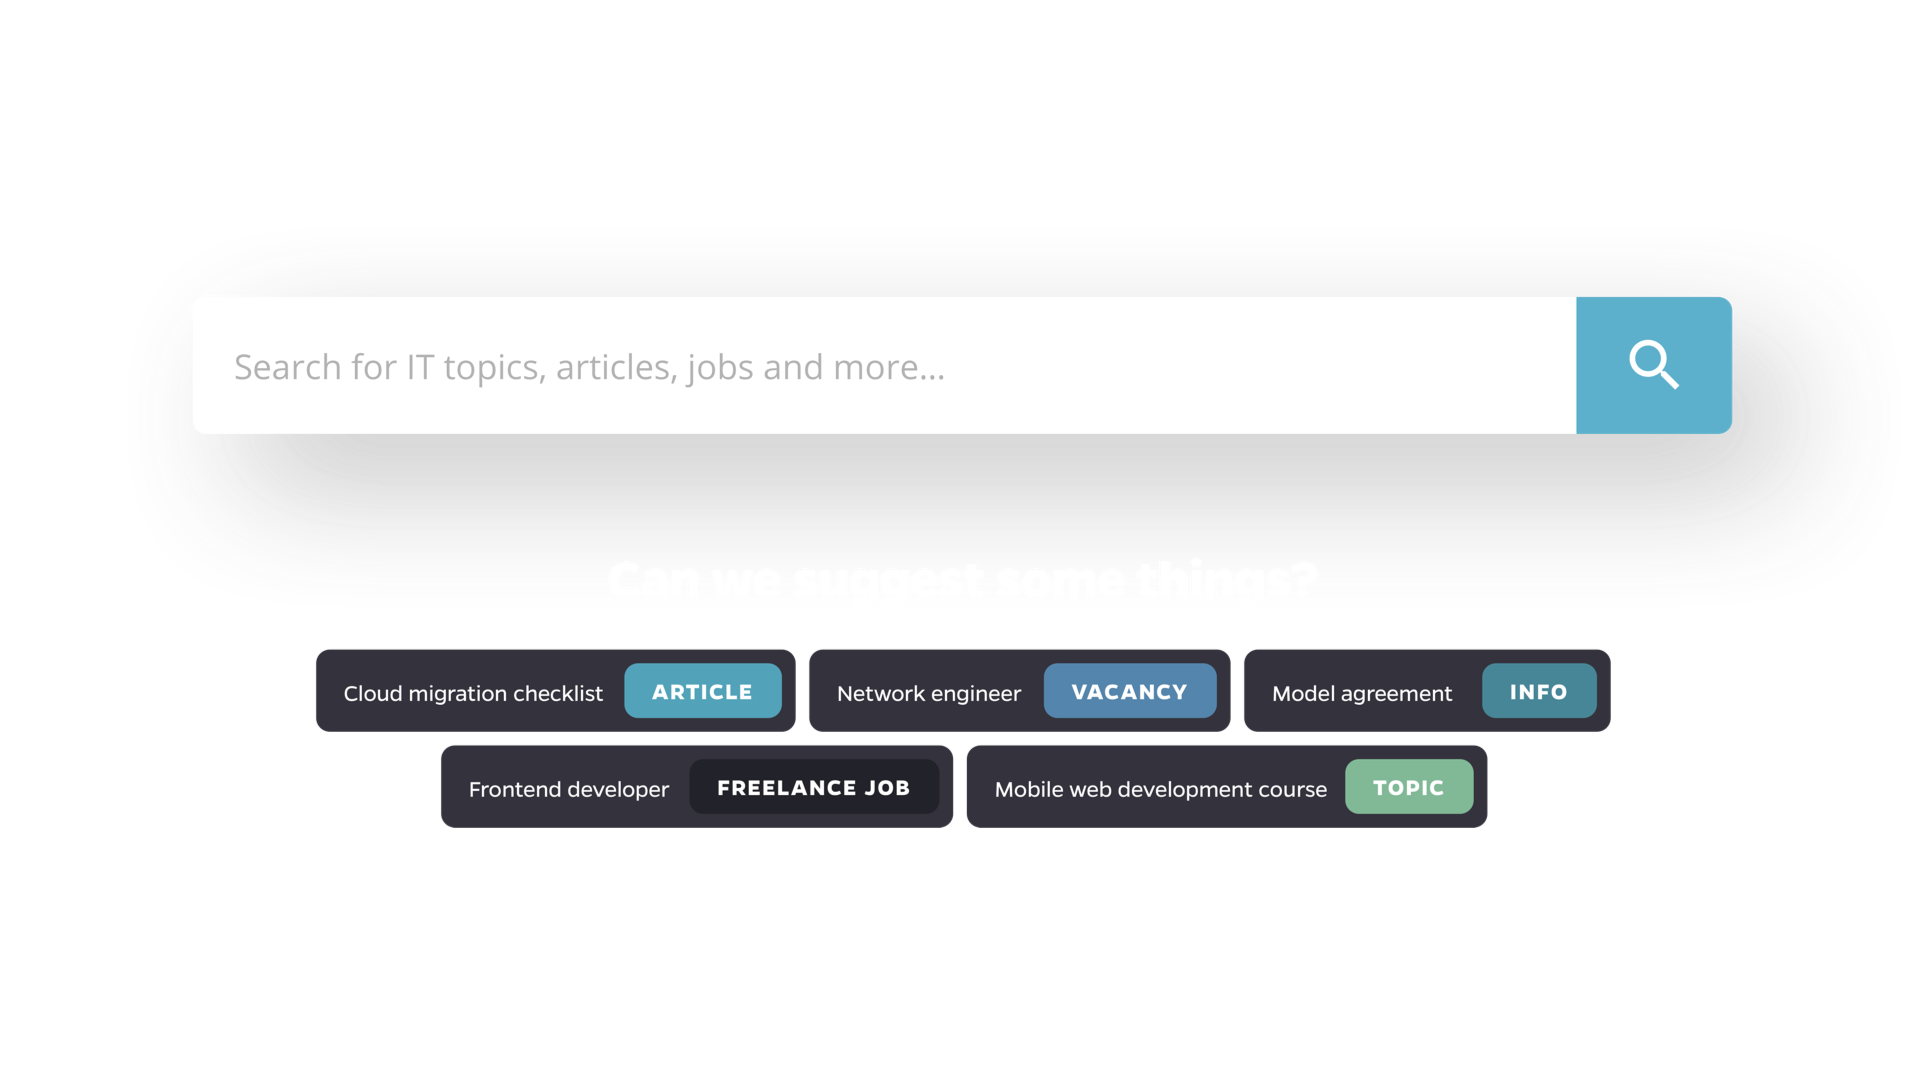 Search for IT topics, articles, jobs and more...
Can we suggest some things?
Cloud migration checklist ARTICLE
Network engineer VACANCY
Model agreement INFO
Frontend developer FREELANCE JOB
Mobile web development course TOPIC